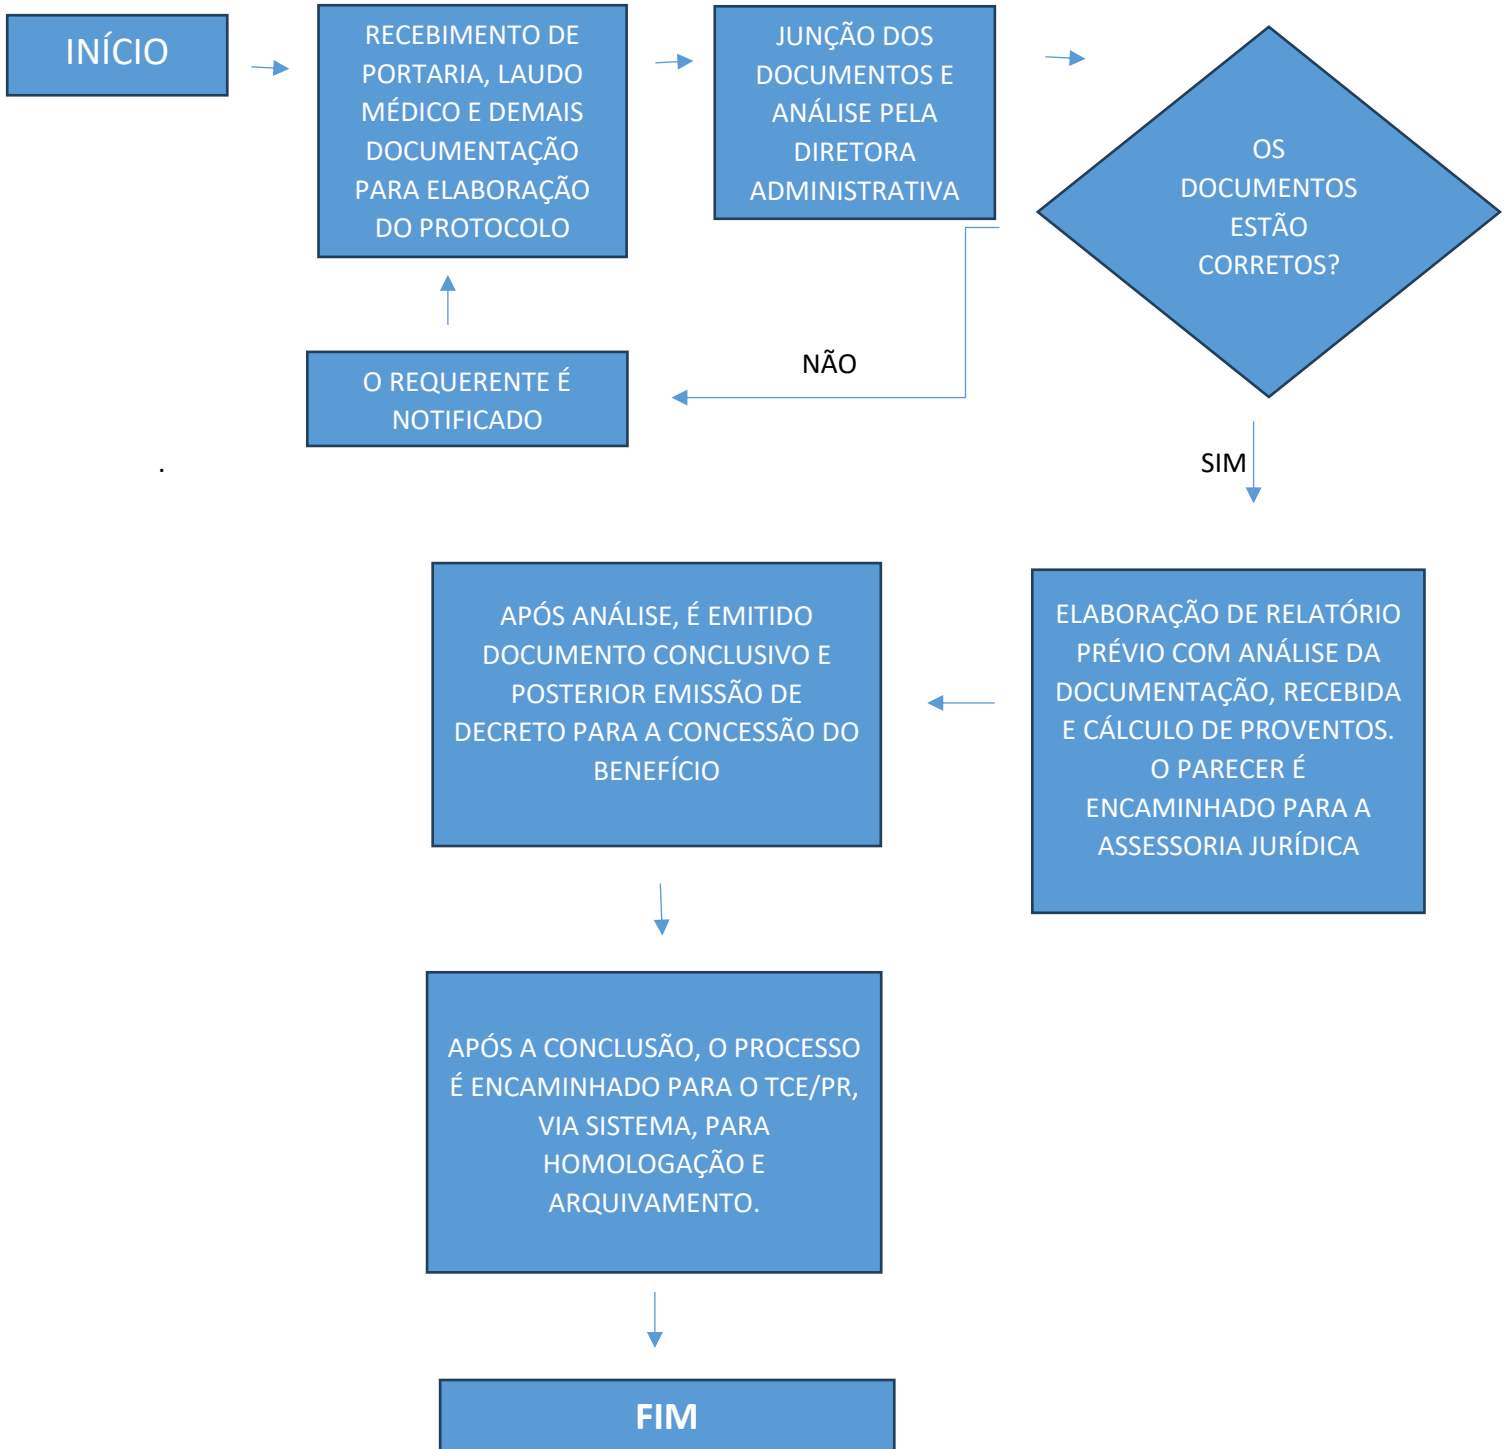 INÍCIO
RECEBIMENTO DE
PORTARIA, LAUDO
MÉDICO E DEMAIS
DOCUMENTAÇÃO
PARA ELABORAÇÃO
DO PROTOCOLO
JUNÇÃO DOS
DOCUMENTOS E
ANÁLISE PELA
DIRETORA
ADMINISTRATIVA
OS
DOCUMENTOS
ESTÃO
CORRETOS?
NÃO
O REQUERENTE É
NOTIFICADO
.
SIM
ELABORAÇÃO DE RELATÓRIO
PRÉVIO COM ANÁLISE DA
DOCUMENTAÇÃO, RECEBIDA
E CÁLCULO DE PROVENTOS.
O PARECER É
ENCAMINHADO PARA A
ASSESSORIA JURÍDICA
APÓS ANÁLISE, É EMITIDO
DOCUMENTO CONCLUSIVO E
POSTERIOR EMISSÃO DE
DECRETO PARA A CONCESSÃO DO
BENEFÍCIO
APÓS A CONCLUSÃO, O PROCESSO
É ENCAMINHADO PARA O TCE/PR,
VIA SISTEMA, PARA
HOMOLOGAÇÃO E
ARQUIVAMENTO.
FIM